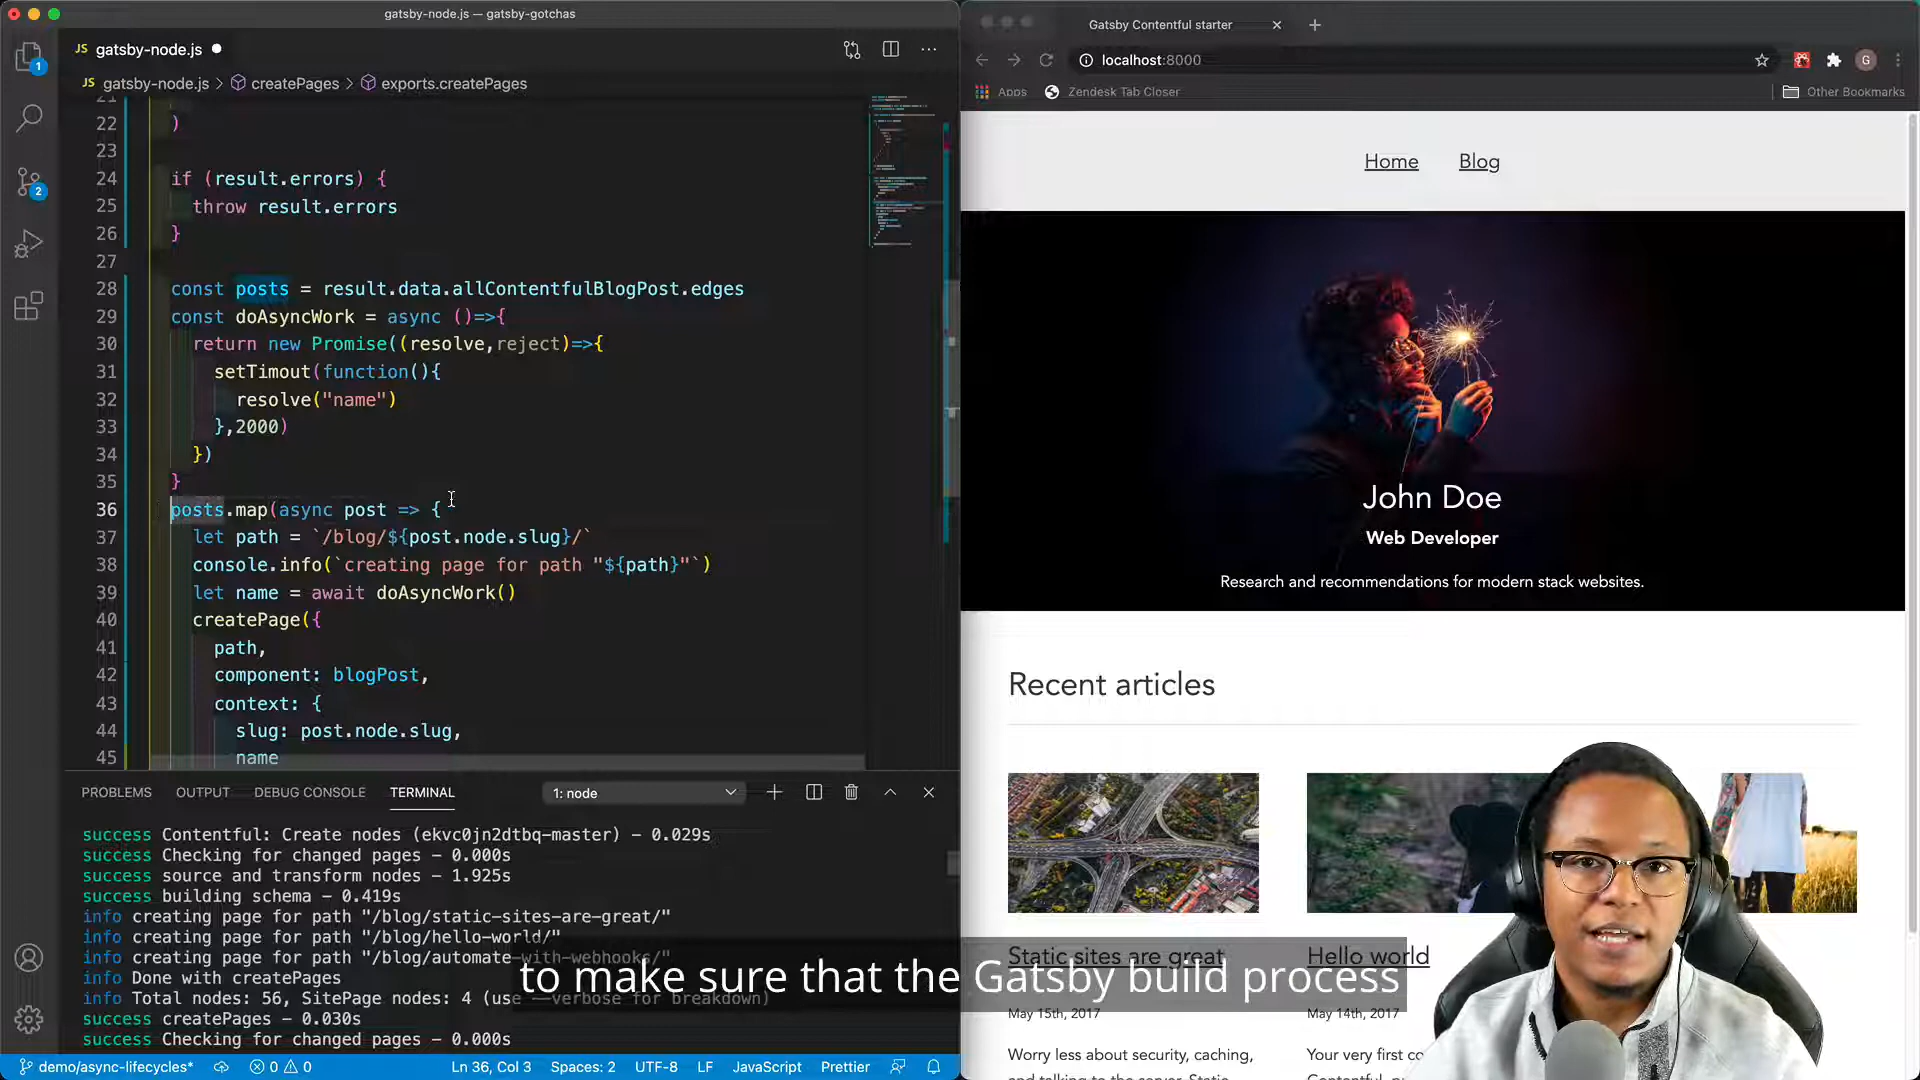 gatsby-node.js — gatsby-gotchas
JS gatsby-node.js
JS gatsby-node.js > createPages > exports.createPages
1
2
22 )
23
24 if (result.errors) {
25 throw result.errors
26 }
27
28 const posts = result.data.allContentfulBlogPost.edges
29 const doAsyncWork = async ()=>{
30 return new Promise((resolve,reject)=>{
31 setTimout(function(){
32 resolve("name")
33 },2000)
34 })
35 }
36 posts.map(async post => {
37 let path = `/blog/${post.node.slug}/`
38 console.info(`creating page for path "${path}"`)
39 let name = await doAsyncWork()
40 createPage({
41 path,
42 component: blogPost,
43 context: {
44 slug: post.node.slug,
45 name
PROBLEMS OUTPUT DEBUG CONSOLE TERMINAL 1: node
success Contentful: Create nodes (ekvc0jn2dtbq-master) – 0.029s
success Checking for changed pages – 0.000s
success source and transform nodes – 1.925s
success building schema – 0.419s
info creating page for path "/blog/static-sites-are-great/"
info creating page for path "/blog/hello-world/"
info creating page for path "/blog/automate-with-webhooks/"
info Done with createPages
info Total nodes: 56, SitePage nodes: 4 (use --verbose for breakdown)
success createPages – 0.030s
success Checking for changed pages – 0.000s
demo/async-lifecycles* 0 0 Ln 36, Col 3 Spaces: 2 UTF-8 LF JavaScript Prettier
Gatsby Contentful starter
localhost:8000
G
Apps Zendesk Tab Closer Other Bookmarks
Home Blog
John Doe
Web Developer
Research and recommendations for modern stack websites.
Recent articles
Static sites are great Hello world
to make sure that the Gatsby build process
May 15th, 2017 May 14th, 2017
Worry less about security, caching, Your very first